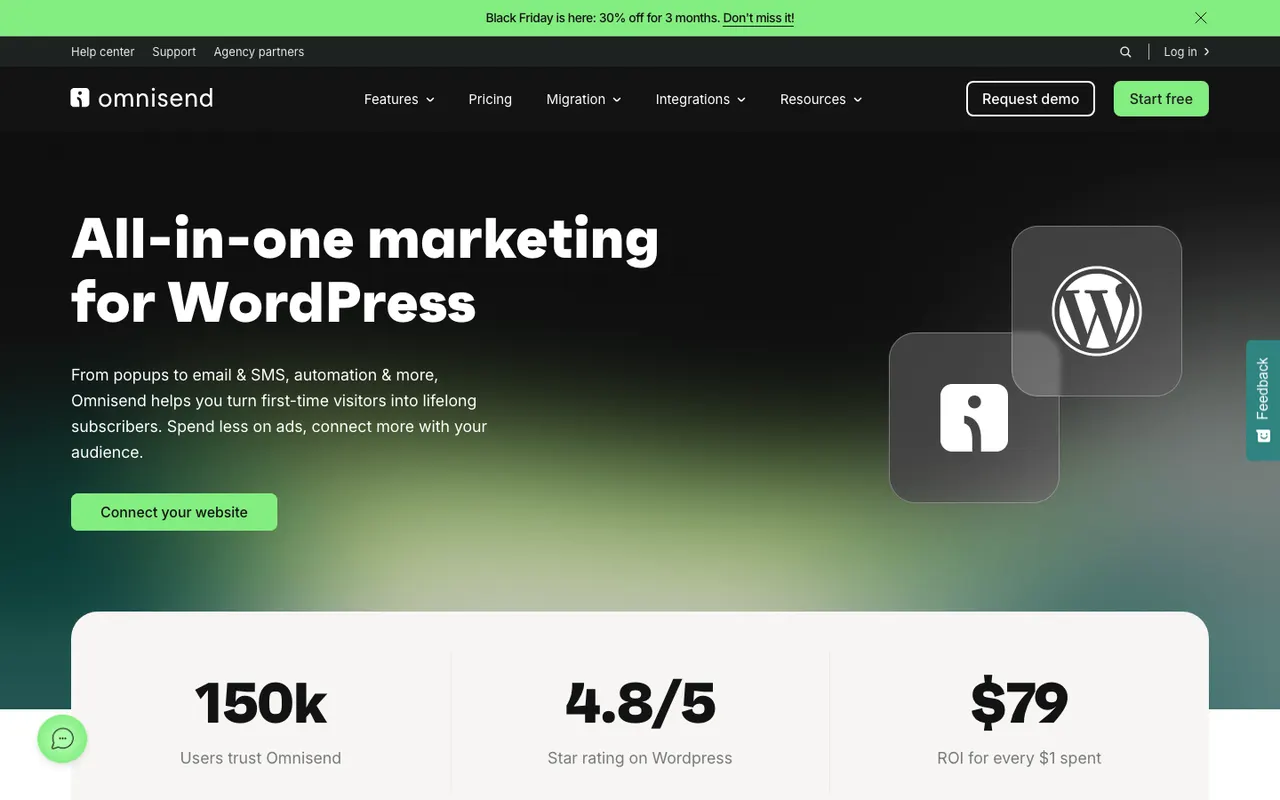 Black Friday is here: 30% off for 3 months. Don't miss it!
Help center Support Agency partners Log in
omnisend Features Pricing Migration Integrations Resources Request demo Start free
All-in-one marketing
for WordPress
From popups to email & SMS, automation & more,
Omnisend helps you turn first-time visitors into lifelong
subscribers. Spend less on ads, connect more with your
audience.
Connect your website
Feedback
150k 4.8/5 $79
Users trust Omnisend Star rating on Wordpress ROI for every $1 spent